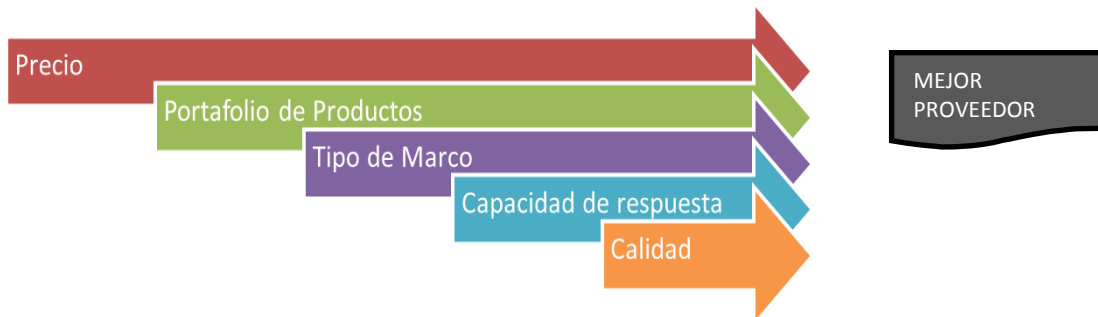 Precio
Portafolio de Productos
Tipo de Marco
Capacidad de respuesta
Calidad
MEJOR
PROVEEDOR